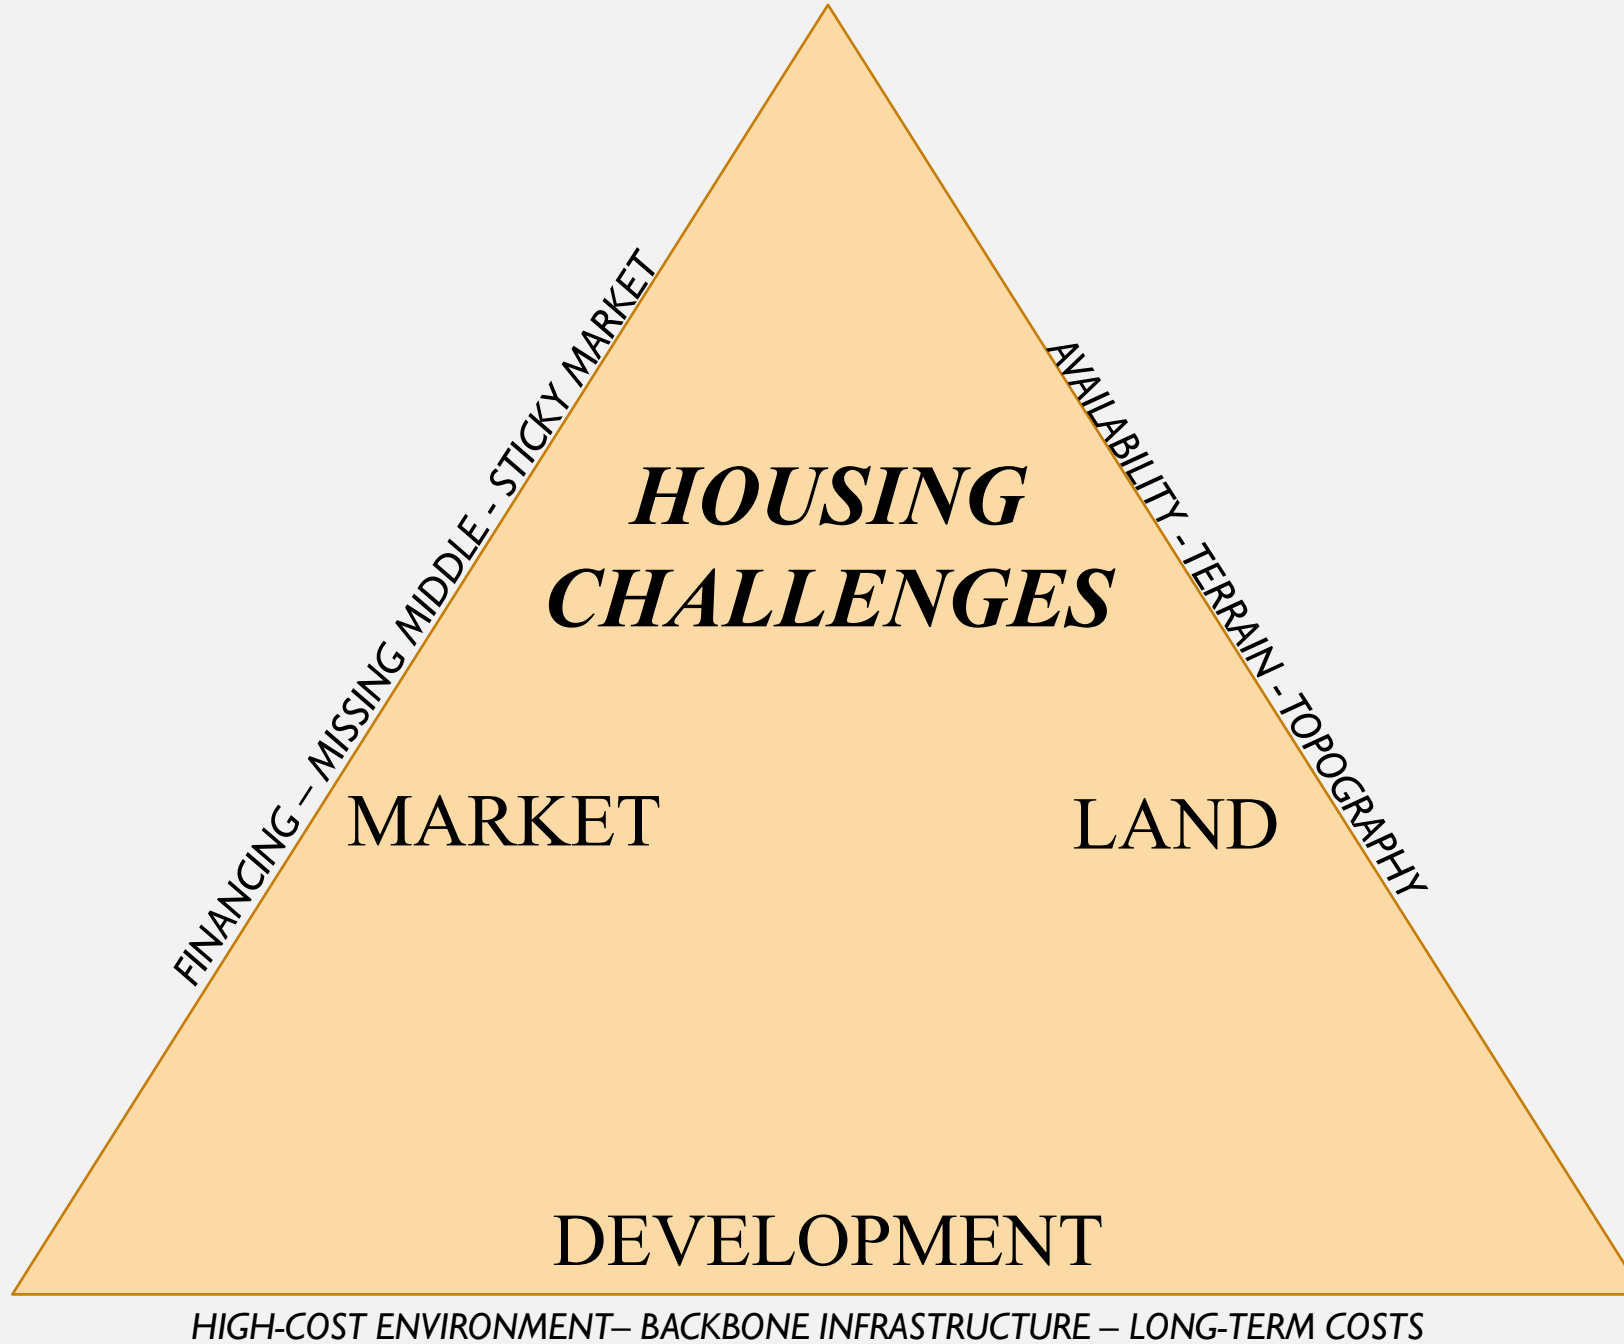 FINANCING – MISSING MIDDLE - STICKY MARKET
AVAILABILITY - TERRAIN - TOPOGRAPHY
HOUSING
CHALLENGES
MARKET
LAND
DEVELOPMENT
HIGH-COST ENVIRONMENT– BACKBONE INFRASTRUCTURE – LONG-TERM COSTS